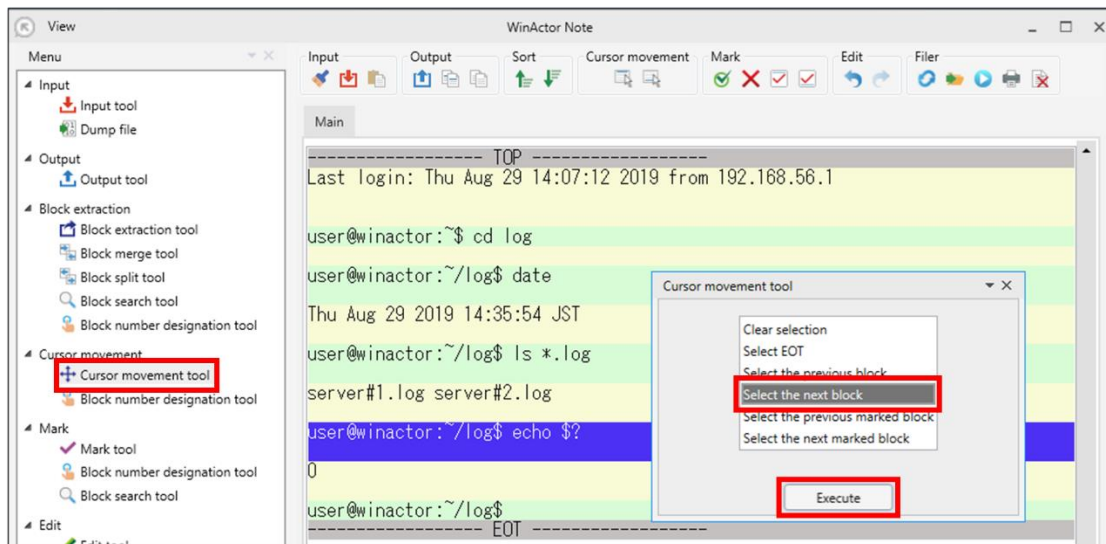 View
WinActor Note
Menu
Input
Input tool
Dump file
Output
Output tool
Block extraction
Block extraction tool
Block merge tool
Block split tool
Block search tool
Block number designation tool
Cursor movement
Cursor movement tool
Block number designation tool
Mark
Mark tool
Block number designation tool
Block search tool
Edit
Edit tool
Input
Output
Sort
Cursor movement
Mark
Edit
Filer
Main
------------------ TOP ------------------
Last login: Thu Aug 29 14:07:12 2019 from 192.168.56.1
user@winactor:~$ cd log
user@winactor:~/log$ date
Thu Aug 29 2019 14:35:54 JST
user@winactor:~/log$ ls *.log
server#1.log server#2.log
user@winactor:~/log$ echo $?
0
user@winactor:~/log$
------------------ EOT ------------------
Cursor movement tool
Clear selection
Select EOT
Select the previous block
Select the next block
Select the previous marked block
Select the next marked block
Execute